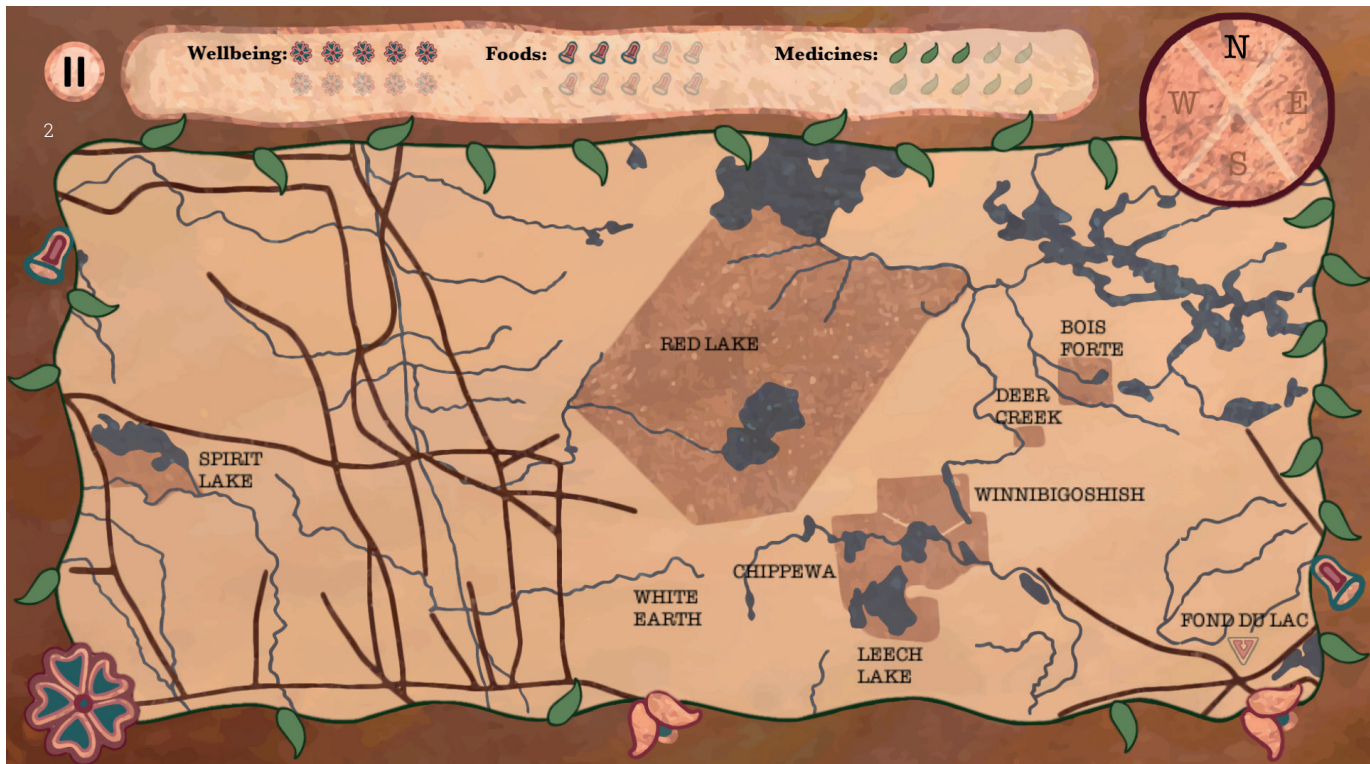 Wellbeing:
Foods:
Medicines:
N
W
E
S
2
RED LAKE
BOIS
FORTE
DEER
CREEK
SPIRIT
LAKE
WINNIBIGOSHISH
CHIPPEWA
WHITE
EARTH
FOND DU LAC
LEECH
LAKE